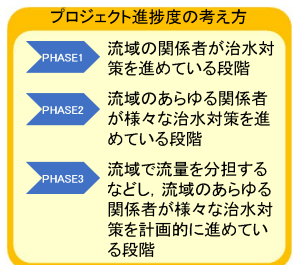 プロジェクト進捗度の考え方
PHASE1
流域の関係者が治水対
策を進めている段階
PHASE2
流域のあらゆる関係者
が様々な治水対策を進
めている段階
PHASE3
流域で流量を分担する
などし，流域のあらゆる
関係者が様々な治水対
策を計画的に進めてい
る段階